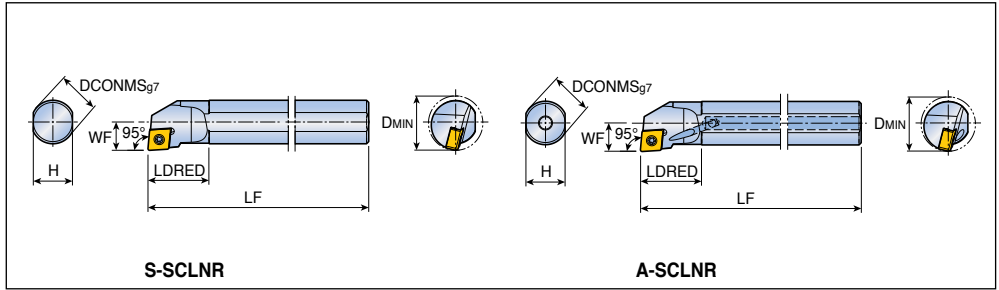 DCONMSg7
WF
95°
H
LDRED
LF
DMIN
S-SCLNR
DCONMSg7
WF
95°
H
LDRED
LF
DMIN
A-SCLNR